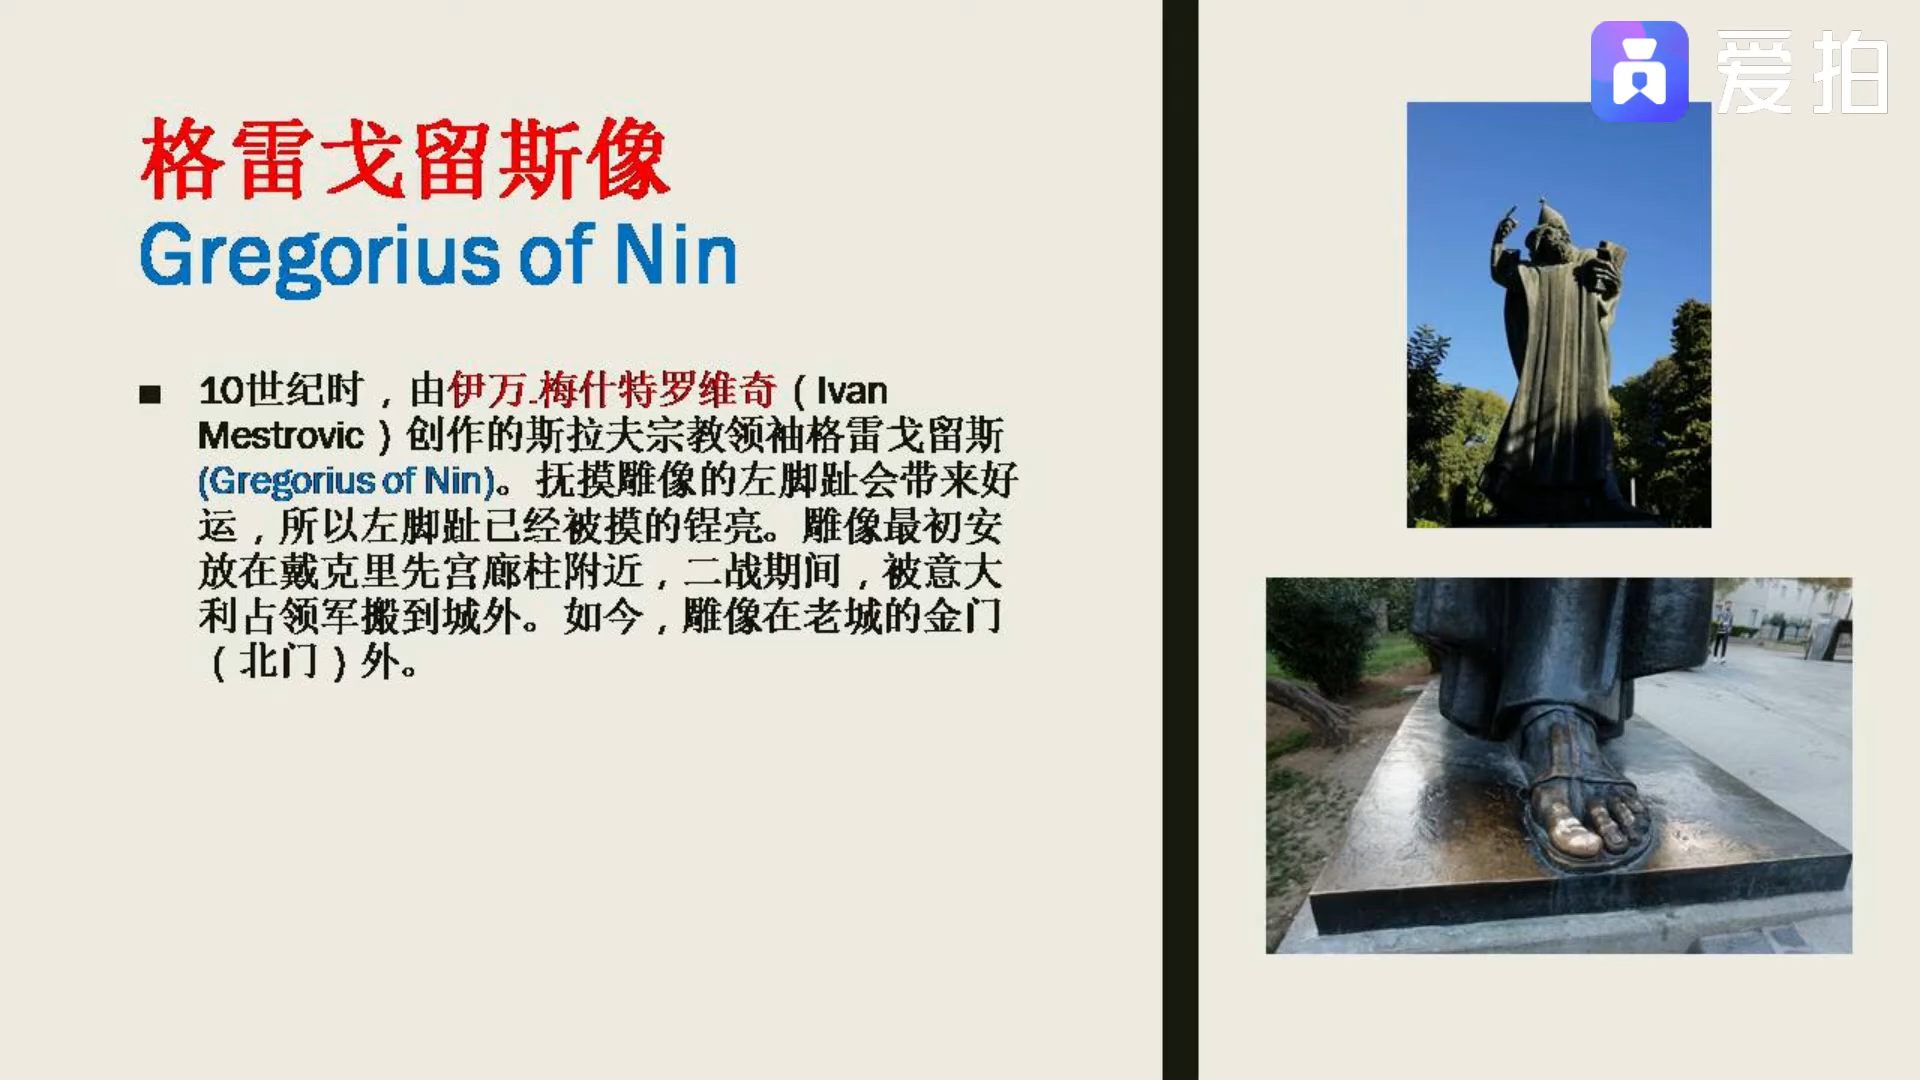 爱拍
格雷戈留斯像
Gregorius of Nin
■ 10世纪时，由伊万.梅什特罗维奇（Ivan
Mestrovic）创作的斯拉夫宗教领袖格雷戈留斯
(Gregorius of Nin)。抚摸雕像的左脚趾会带来好
运，所以左脚趾已经被摸的锃亮。雕像最初安
放在戴克里先宫廊柱附近，二战期间，被意大
利占领军搬到城外。如今，雕像在老城的金门
（北门）外。